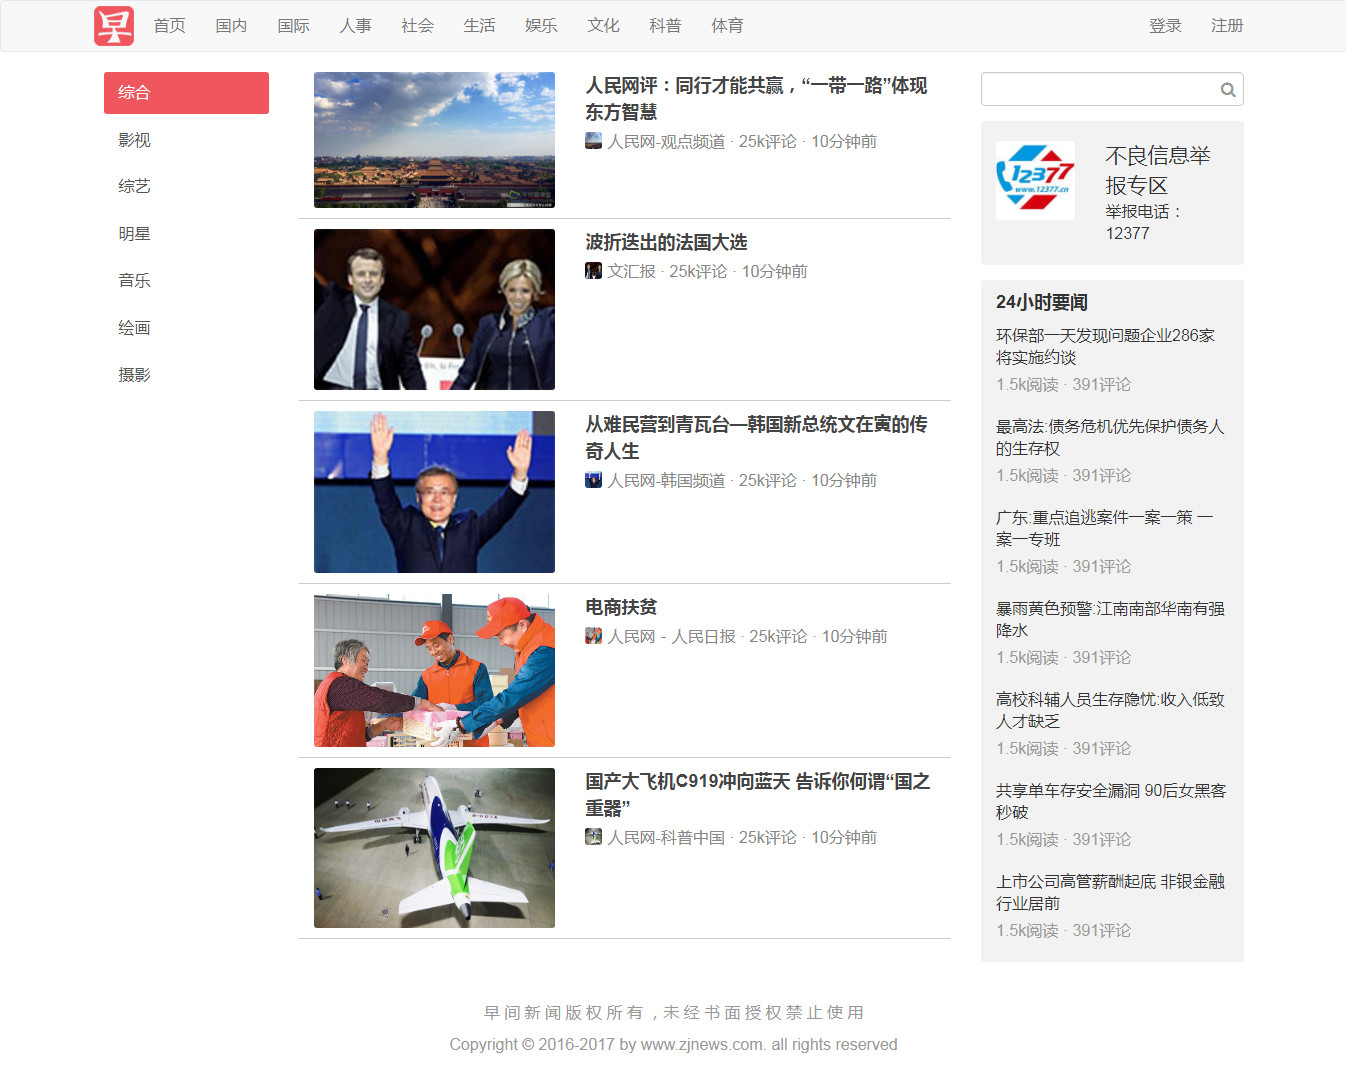 早 首页 国内 国际 人事 社会 生活 娱乐 文化 科普 体育 登录 注册
综合
影视
综艺
明星
音乐
绘画
摄影
人民网评：同行才能共赢，“一带一路”体现
东方智慧
人民网-观点频道 · 25k评论 · 10分钟前
波折迭出的法国大选
文汇报 · 25k评论 · 10分钟前
从难民营到青瓦台—韩国新总统文在寅的传
奇人生
人民网-韩国频道 · 25k评论 · 10分钟前
电商扶贫
人民网 - 人民日报 · 25k评论 · 10分钟前
国产大飞机C919冲向蓝天 告诉你何谓“国之
重器”
人民网-科普中国 · 25k评论 · 10分钟前
12377
www.12377.cn
不良信息举
报专区
举报电话：
12377
24小时要闻
环保部一天发现问题企业286家
将实施约谈
1.5k阅读 · 391评论
最高法:债务危机优先保护债务人
的生存权
1.5k阅读 · 391评论
广东:重点追逃案件一案一策 一
案一专班
1.5k阅读 · 391评论
暴雨黄色预警:江南南部华南有强
降水
1.5k阅读 · 391评论
高校科辅人员生存隐忧:收入低致
人才缺乏
1.5k阅读 · 391评论
共享单车存安全漏洞 90后女黑客
秒破
1.5k阅读 · 391评论
上市公司高管薪酬起底 非银金融
行业居前
1.5k阅读 · 391评论
早间新闻版权所有，未经书面授权禁止使用
Copyright © 2016-2017 by www.zjnews.com. all rights reserved